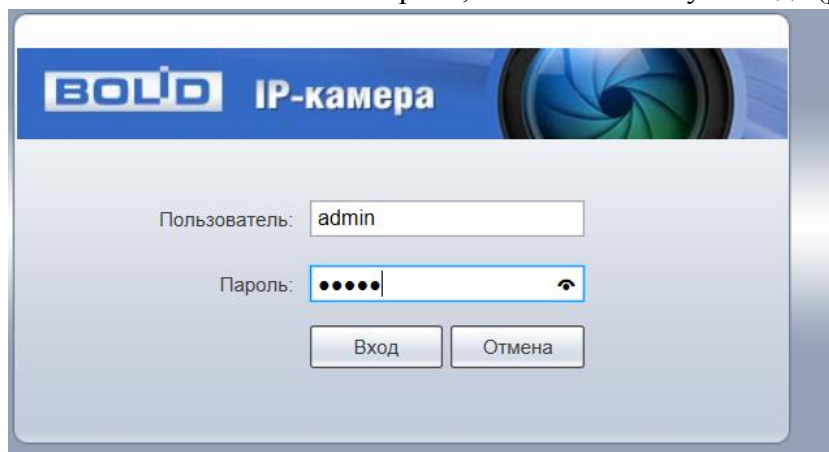 BOLID IP-камера
Пользователь: admin
Пароль: •••••
Вход Отмена